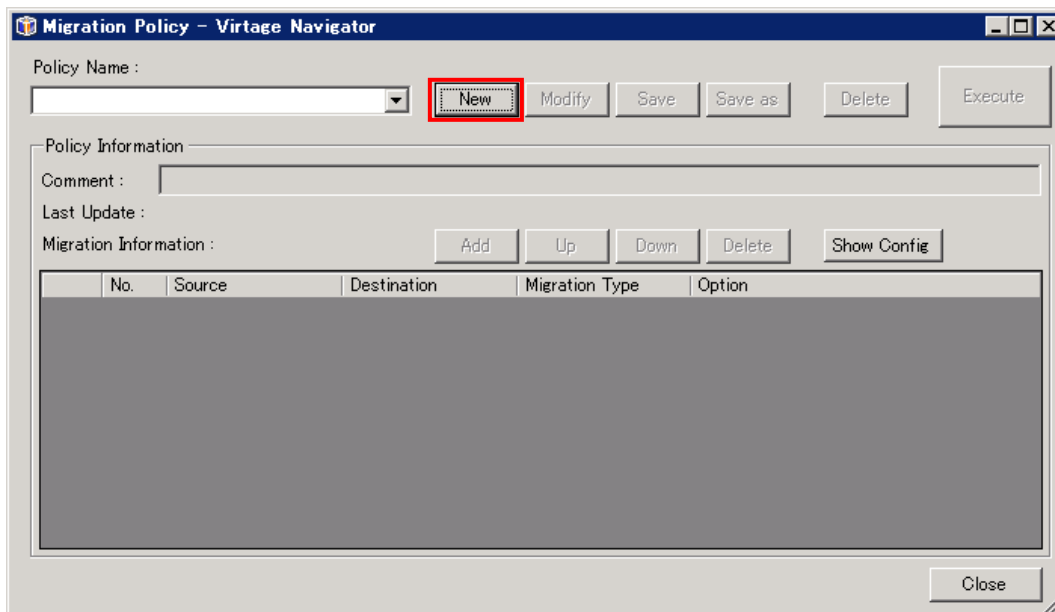 Migration Policy - Virtage Navigator
Policy Name :
New Modify Save Save as Delete Execute
Policy Information
Comment :
Last Update :
Migration Information : Add Up Down Delete Show Config
No. Source Destination Migration Type Option
Close